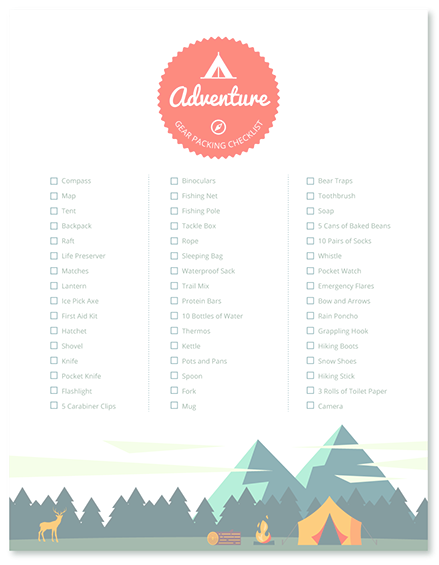 Adventure
GEAR PACKING CHECKLIST
Compass
Map
Tent
Backpack
Raft
Life Preserver
Matches
Lantern
Ice Pick Axe
First Aid Kit
Hatchet
Shovel
Knife
Pocket Knife
Flashlight
5 Carabiner Clips
Binoculars
Fishing Net
Fishing Pole
Tackle Box
Rope
Sleeping Bag
Waterproof Sack
Trail Mix
Protein Bars
10 Bottles of Water
Thermos
Kettle
Pots and Pans
Spoon
Fork
Mug
Bear Traps
Toothbrush
Soap
5 Cans of Baked Beans
10 Pairs of Socks
Whistle
Pocket Watch
Emergency Flares
Bow and Arrows
Rain Poncho
Grappling Hook
Hiking Boots
Snow Shoes
Hiking Stick
3 Rolls of Toilet Paper
Camera